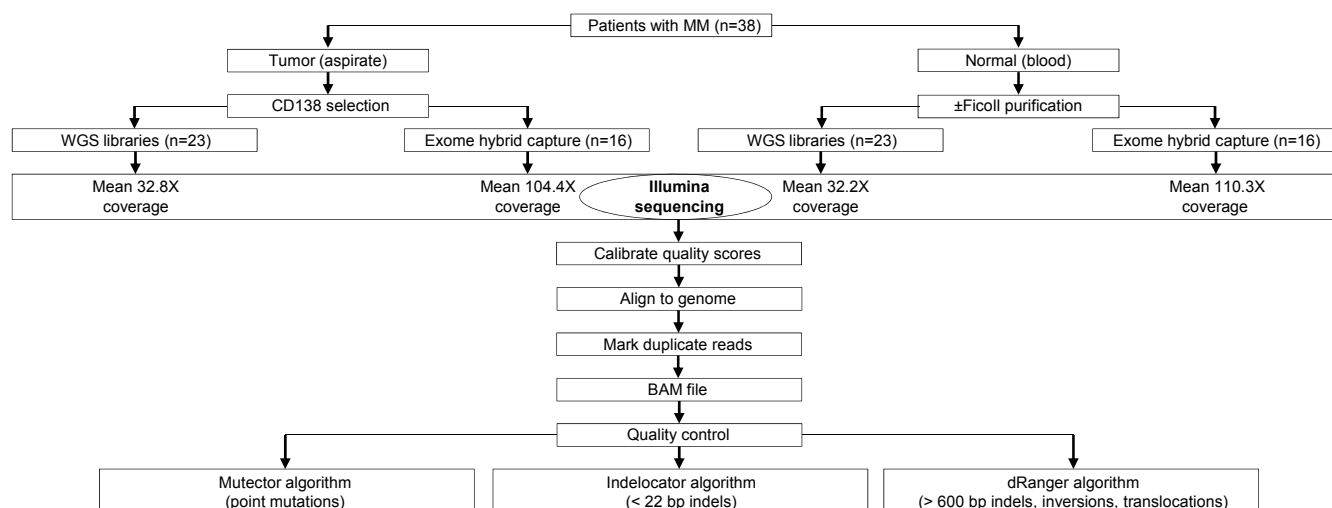 Patients with MM (n=38)
Tumor (aspirate)
Normal (blood)
CD138 selection
±Ficoll purification
WGS libraries (n=23)
Exome hybrid capture (n=16)
WGS libraries (n=23)
Exome hybrid capture (n=16)
Mean 32.8X
coverage
Mean 104.4X
coverage
Illumina
sequencing
Mean 32.2X
coverage
Mean 110.3X
coverage
Calibrate quality scores
Align to genome
Mark duplicate reads
BAM file
Quality control
Mutector algorithm
(point mutations)
Indelocator algorithm
(< 22 bp indels)
dRanger algorithm
(> 600 bp indels, inversions, translocations)